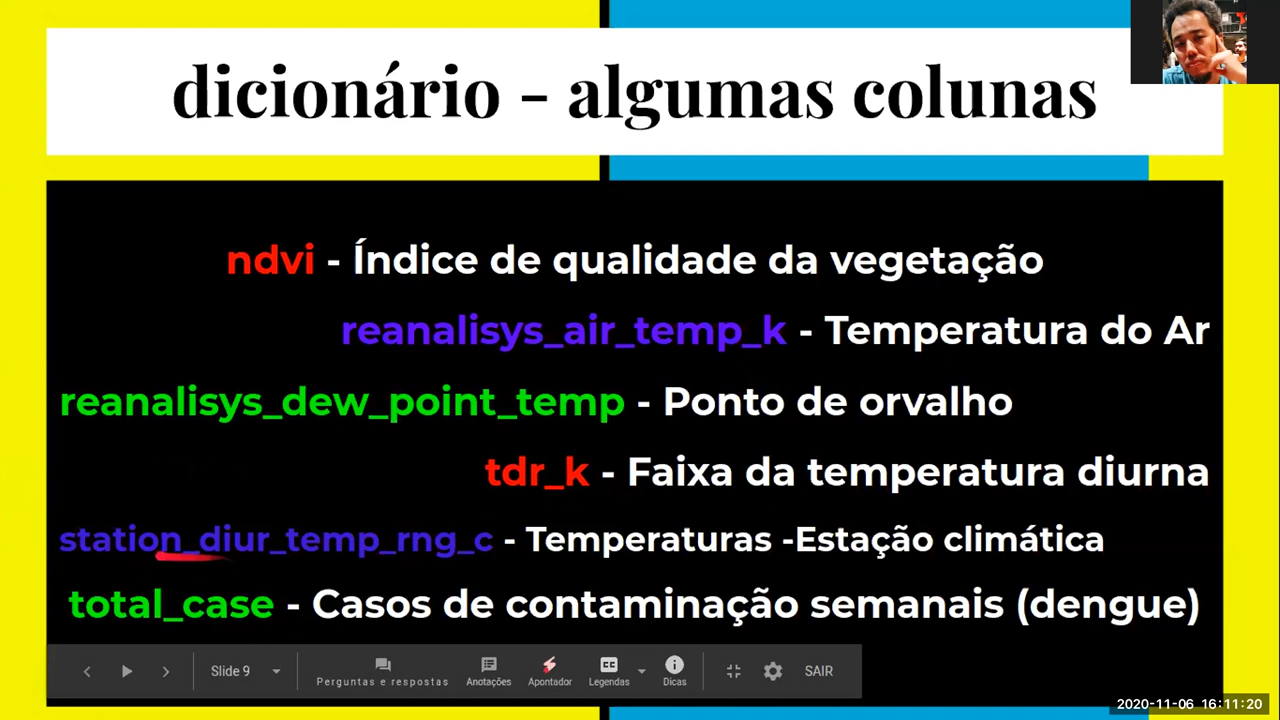 dicionário - algumas colunas
ndvi - Índice de qualidade da vegetação
reanalisys_air_temp_k - Temperatura do Ar
reanalisys_dew_point_temp - Ponto de orvalho
tdr_k - Faixa da temperatura diurna
station_diur_temp_rng_c - Temperaturas -Estação climática
total_case - Casos de contaminação semanais (dengue)
Slide 9
Perguntas e respostas
Anotações
Apontador
CC
Legendas
Dicas
SAIR
2020-11-06 16:11:20